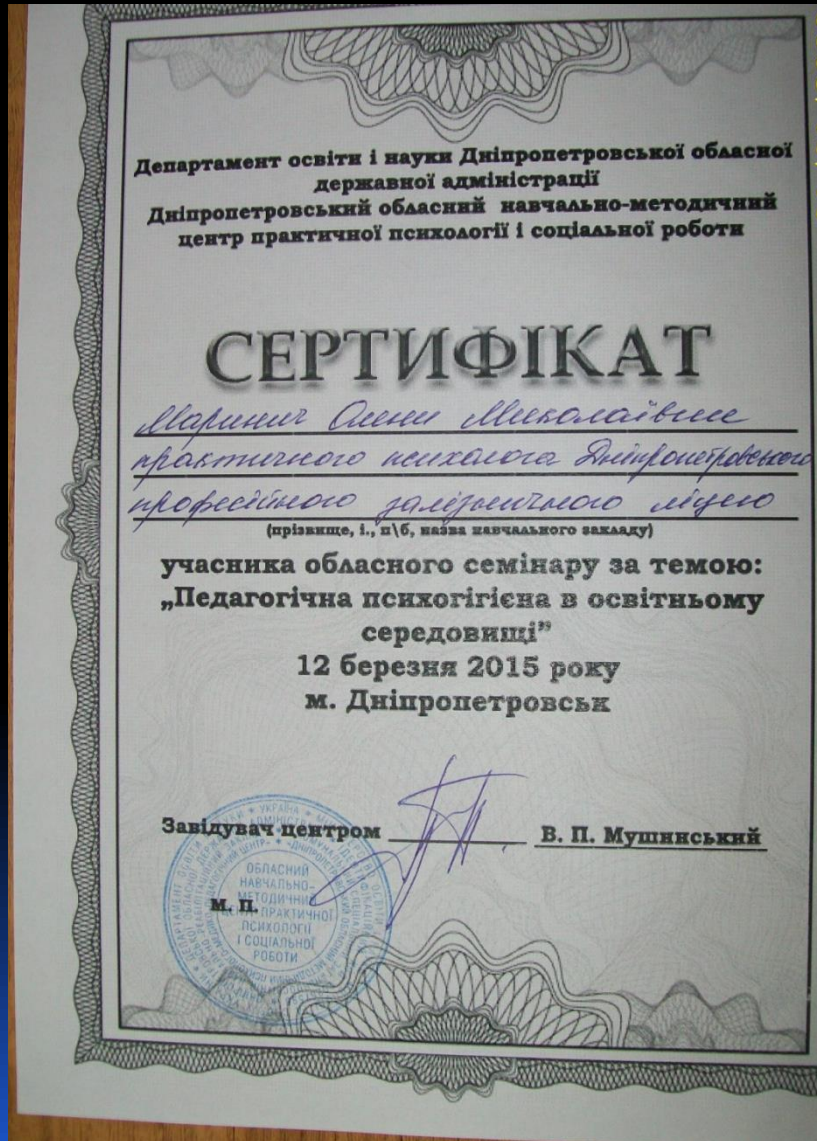 Департамент освіти і науки Дніпропетровської обласної
державної адміністрації
Дніпропетровський обласний навчально-методичний
центр практичної психології і соціальної роботи
СЕРТИФІКАТ
Маринич Олени Миколаївни
практичного психолога Дніпропетровського
професійного залізничного ліцею
(прізвище, і., п\б, назва навчального закладу)
учасника обласного семінару за темою:
„Педагогічна психогігієна в освітньому
середовищі”
12 березня 2015 року
м. Дніпропетровськ
Завідувач центром В. П. Мушинський
М. П.
ОБЛАСНИЙ
НАВЧАЛЬНО-
МЕТОДИЧНИЙ
ЦЕНТР ПРАКТИЧНОЇ
ПСИХОЛОГІЇ
І СОЦІАЛЬНОЇ
РОБОТИ